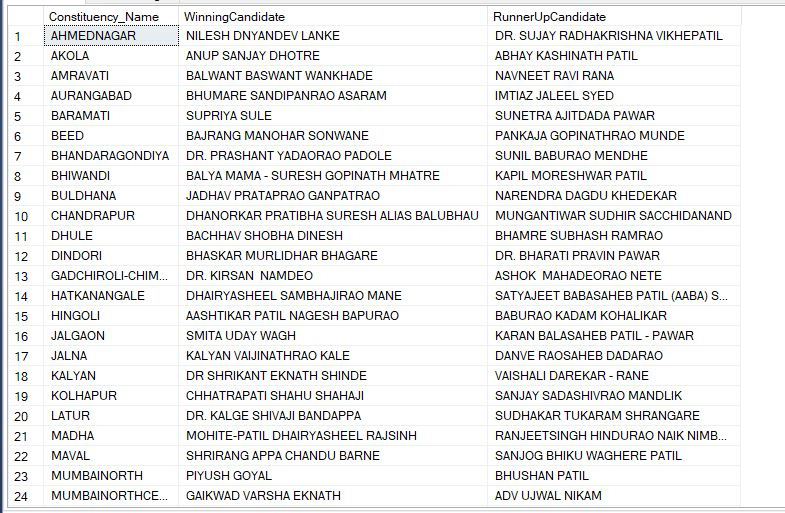 Constituency_Name WinningCandidate RunnerUpCandidate
1 AHMEDNAGAR NILESH DNYANDEV LANKE DR. SUJAY RADHAKRISHNA VIKHEPATIL
2 AKOLA ANUP SANJAY DHOTRE ABHAY KASHINATH PATIL
3 AMRAVATI BALWANT BASWANT WANKHADE NAVNEET RAVI RANA
4 AURANGABAD BHUMARE SANDIPANRAO ASARAM IMTIAZ JALEEL SYED
5 BARAMATI SUPRIYA SULE SUNETRA AJITDADA PAWAR
6 BEED BAJRANG MANOHAR SONWANE PANKAJA GOPINATHRAO MUNDE
7 BHANDARAGONDIYA DR. PRASHANT YADAORAO PADOLE SUNIL BABURAO MENDHE
8 BHIWANDI BALYA MAMA - SURESH GOPINATH MHATRE KAPIL MORESHWAR PATIL
9 BULDHANA JADHAV PRATAPRAO GANPATRAO NARENDRA DAGDU KHEDEKAR
10 CHANDRAPUR DHANORKAR PRATIBHA SURESH ALIAS BALUBHAU MUNGANTIWAR SUDHIR SACCHIDANAND
11 DHULE BACHHAV SHOBHA DINESH BHAMRE SUBHASH RAMRAO
12 DINDORI BHASKAR MURLIDHAR BHAGARE DR. BHARATI PRAVIN PAWAR
13 GADCHIROLI-CHIM... DR. KIRSAN NAMDEO ASHOK MAHADEORAO NETE
14 HATKANANGALE DHAIRYASHEEL SAMBHAJIRAO MANE SATYAJEET BABASAHEB PATIL (AABA) S...
15 HINGOLI AASHTIKAR PATIL NAGESH BAPURAO BABURAO KADAM KOHALIKAR
16 JALGAON SMITA UDAY WAGH KARAN BALASAHEB PATIL - PAWAR
17 JALNA KALYAN VAIJINATHRAO KALE DANVE RAOSAHEB DADARAO
18 KALYAN DR SHRIKANT EKNATH SHINDE VAISHALI DAREKAR - RANE
19 KOLHAPUR CHHATRAPATI SHAHU SHAHAJI SANJAY SADASHIVRAO MANDLIK
20 LATUR DR. KALGE SHIVAJI BANDAPPA SUDHAKAR TUKARAM SHRANGARE
21 MADHA MOHITE-PATIL DHAIRYASHEEL RAJSINH RANJEETSINGH HINDURAO NAIK NIMB...
22 MAVAL SHRIRANG APPA CHANDU BARNE SANJOG BHIKU WAGHERE PATIL
23 MUMBAINORTH PIYUSH GOYAL BHUSHAN PATIL
24 MUMBAINORTHCE... GAIKWAD VARSHA EKNATH ADV UJWAL NIKAM